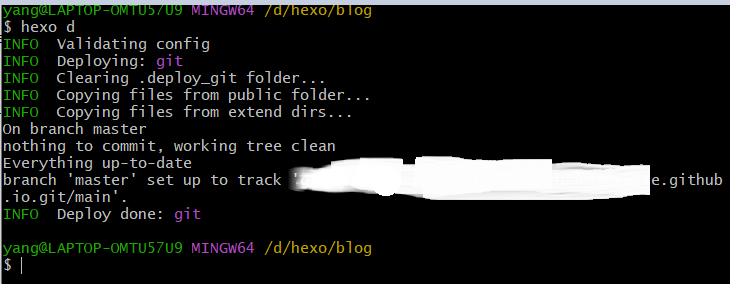 yang@LAPTOP-OMTU57U9 MINGW64 /d/hexo/blog
$ hexo d
INFO  Validating config
INFO  Deploying: git
INFO  Clearing .deploy_git folder...
INFO  Copying files from public folder...
INFO  Copying files from extend dirs...
On branch master
nothing to commit, working tree clean
Everything up-to-date
branch 'master' set up to track ' e.github
.io.git/main'.
INFO  Deploy done: git
yang@LAPTOP-OMTU57U9 MINGW64 /d/hexo/blog
$